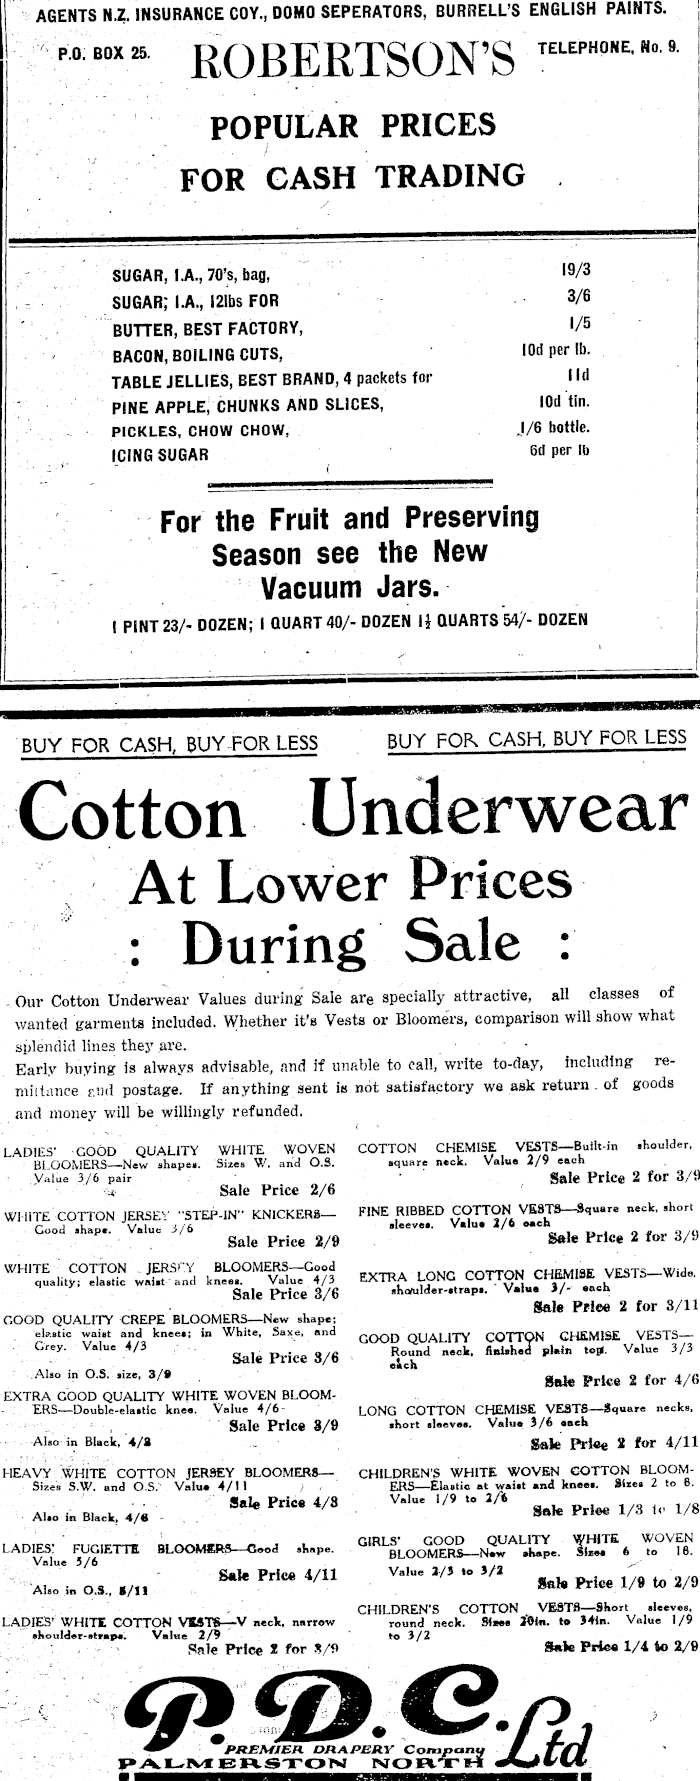 AGENTS N.Z. INSURANCE COY., DOMO SEPERATORS, BURRELL'S ENGLISH PAINTS.
P.O. BOX 25. ROBERTSON'S TELEPHONE, No. 9.
POPULAR PRICES
FOR CASH TRADING
SUGAR, I.A., 70's, bag, 19/3
SUGAR; I.A., 12lbs FOR 3/6
BUTTER, BEST FACTORY, 1/5
BACON, BOILING CUTS, 10d per lb.
TABLE JELLIES, BEST BRAND, 4 packets for 11d
PINE APPLE, CHUNKS AND SLICES, 10d tin.
PICKLES, CHOW CHOW, 1/6 bottle.
ICING SUGAR 6d per lb
For the Fruit and Preserving
Season see the New
Vacuum Jars.
1 PINT 23/- DOZEN; 1 QUART 40/- DOZEN 1½ QUARTS 54/- DOZEN
BUY FOR CASH, BUY FOR LESS BUY FOR CASH, BUY FOR LESS
Cotton Underwear
At Lower Prices
: During Sale :
Our Cotton Underwear Values during Sale are specially attractive, all classes of
wanted garments included. Whether it's Vests or Bloomers, comparison will show what
splendid lines they are.
Early buying is always advisable, and if unable to call, write to-day, including re-
mittance and postage. If anything sent is not satisfactory we ask return of goods
and money will be willingly refunded.
LADIES' GOOD QUALITY WHITE WOVEN
BLOOMERS—New shapes. Sizes W. and O.S.
Value 3/6 pair
Sale Price 2/6
WHITE COTTON JERSEY "STEP-IN" KNICKERS—
Good shape. Value 3/6
Sale Price 2/9
WHITE COTTON JERSEY BLOOMERS—Good
quality; elastic waist and knees. Value 4/3
Sale Price 3/6
GOOD QUALITY CREPE BLOOMERS—New shape;
elastic waist and knees; in White, Saxe, and
Grey. Value 4/3
Sale Price 3/6
Also in O.S. size, 3/9
EXTRA GOOD QUALITY WHITE WOVEN BLOOM-
ERS—Double-elastic knee. Value 4/6
Sale Price 3/9
Also in Black, 4/3
HEAVY WHITE COTTON JERSEY BLOOMERS—
Sizes S.W. and O.S. Value 4/11
Sale Price 4/3
Also in Black, 4/6
LADIES' FUGIETTE BLOOMERS—Good shape.
Value 5/6
Sale Price 4/11
Also in O.S., 5/11
LADIES' WHITE COTTON VESTS—V neck, narrow
shoulder-straps. Value 2/9
Sale Price 2 for 3/9
COTTON CHEMISE VESTS—Built-in shoulder,
square neck. Value 2/9 each
Sale Price 2 for 3/9
FINE RIBBED COTTON VESTS—Square neck, short
sleeves. Value 2/6 each
Sale Price 2 for 3/9
EXTRA LONG COTTON CHEMISE VESTS—Wide
shoulder-straps. Value 3/- each
Sale Price 2 for 3/11
GOOD QUALITY COTTON CHEMISE VESTS—
Round neck, finished plain top. Value 3/3
each
Sale Price 2 for 4/6
LONG COTTON CHEMISE VESTS—Square necks,
short sleeves. Value 3/6 each
Sale Price 2 for 4/11
CHILDREN'S WHITE WOVEN COTTON BLOOM-
ERS—Elastic at waist and knees. Sizes 2 to 8.
Value 1/9 to 2/6
Sale Price 1/3 to 1/8
GIRLS' GOOD QUALITY WHITE WOVEN
BLOOMERS—New shape. Sizes 6 to 18.
Value 2/3 to 3/2
Sale Price 1/9 to 2/9
CHILDREN'S COTTON VESTS—Short sleeves,
round neck. Sizes 20in. to 34in. Value 1/9
to 3/2
Sale Price 1/4 to 2/9
P.D.C. Ltd
PREMIER DRAPERY Company
PALMERSTON NORTH